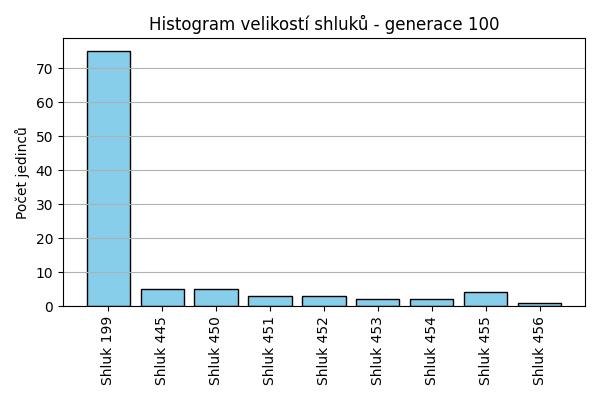 Histogram velikostí shluků - generace 100
Počet jedinců
70
60
50
40
30
20
10
0
Shluk 199
Shluk 445
Shluk 450
Shluk 451
Shluk 452
Shluk 453
Shluk 454
Shluk 455
Shluk 456